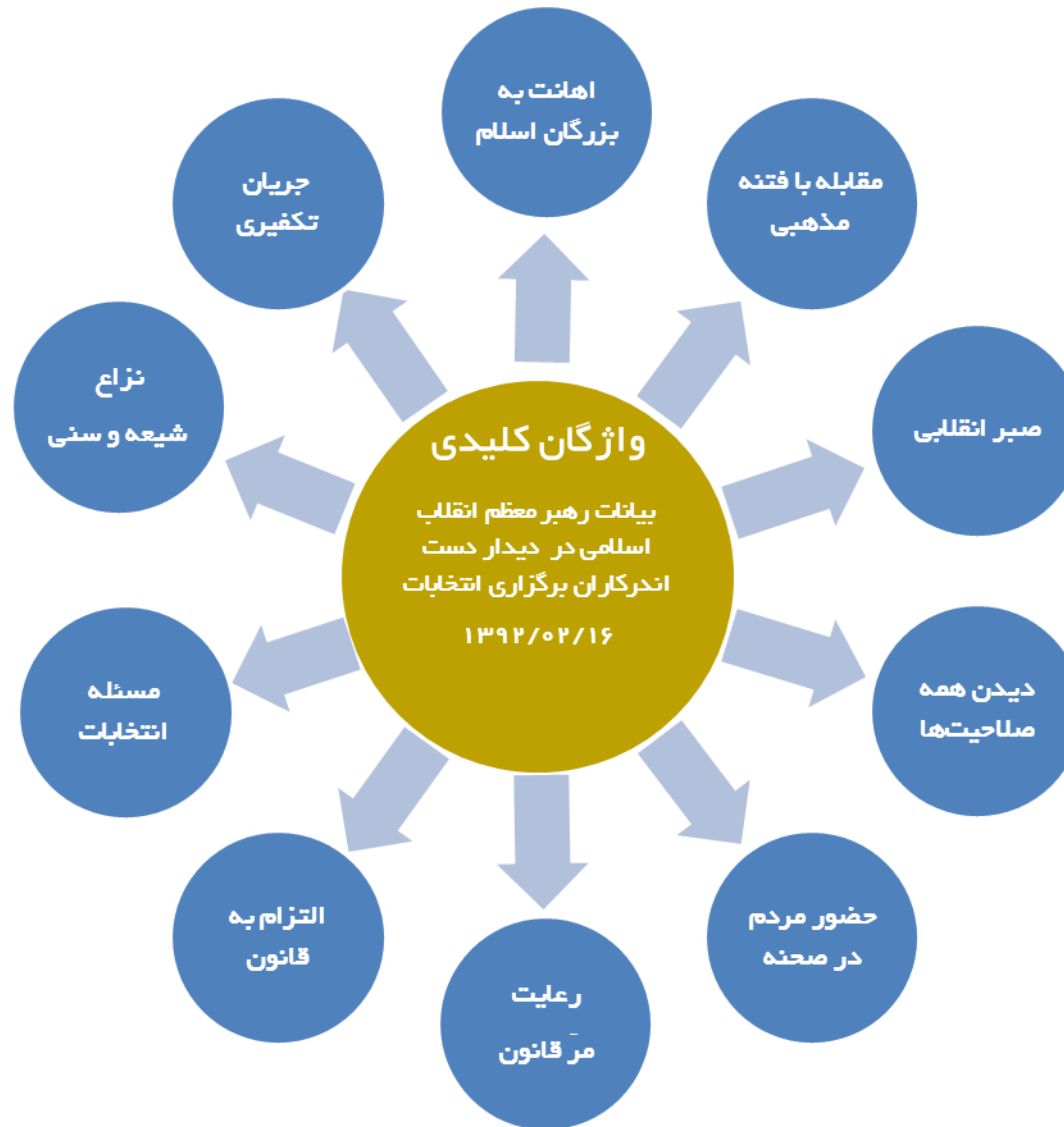 واژگان کلیدی
بیانات رهبر معظم انقلاب
اسلامی در دیدار دست
اندرکاران برگزاری انتخابات
۱۳۹۲/۰۲/۱۶
اهانت به
بزرگان اسلام
مقابله با فتنه
مذهبی
صبر انقلابی
دیدن همه
صلاحیت‌ها
حضور مردم
در صحنه
رعایت
مرّ قانون
التزام به
قانون
مسئله
انتخابات
نزاع
شیعه و سنی
جریان
تکفیری